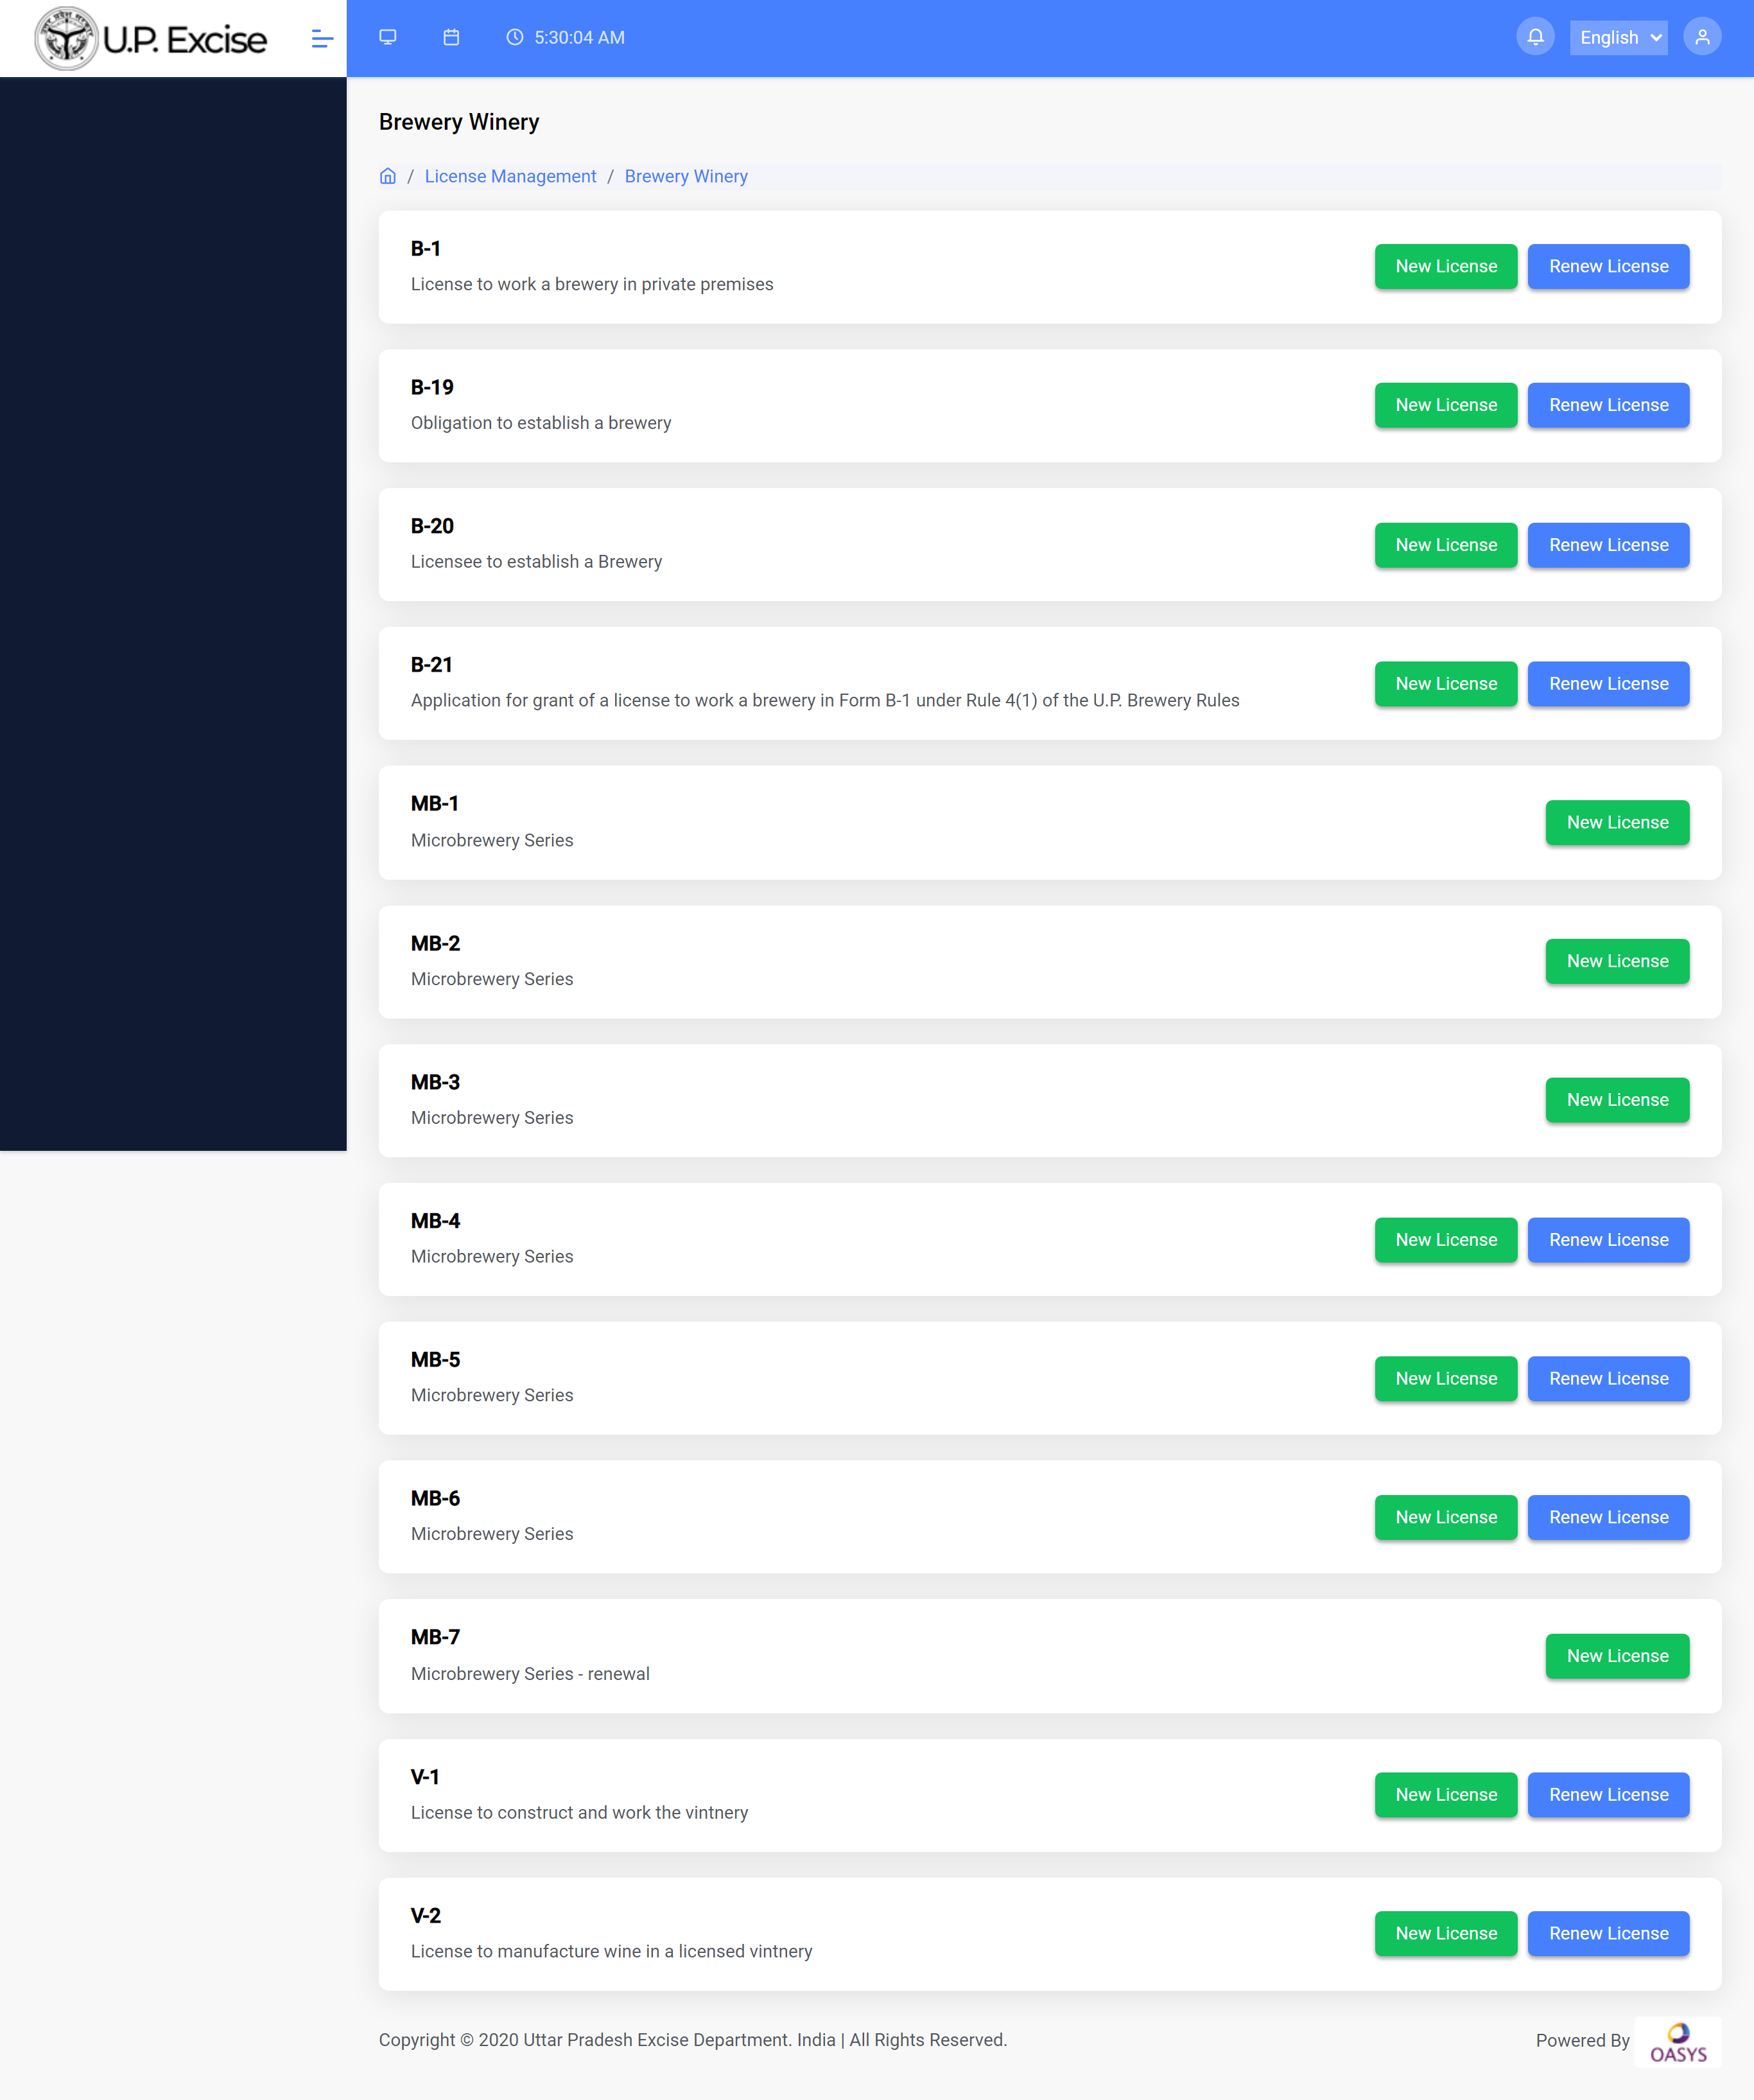 U.P. Excise
5:30:04 AM
English
Brewery Winery
/ License Management / Brewery Winery
B-1
License to work a brewery in private premises
New License Renew License
B-19
Obligation to establish a brewery
New License Renew License
B-20
Licensee to establish a Brewery
New License Renew License
B-21
Application for grant of a license to work a brewery in Form B-1 under Rule 4(1) of the U.P. Brewery Rules
New License Renew License
MB-1
Microbrewery Series
New License
MB-2
Microbrewery Series
New License
MB-3
Microbrewery Series
New License
MB-4
Microbrewery Series
New License Renew License
MB-5
Microbrewery Series
New License Renew License
MB-6
Microbrewery Series
New License Renew License
MB-7
Microbrewery Series - renewal
New License
V-1
License to construct and work the vintnery
New License Renew License
V-2
License to manufacture wine in a licensed vintnery
New License Renew License
Copyright © 2020 Uttar Pradesh Excise Department. India | All Rights Reserved.
Powered By OASYS